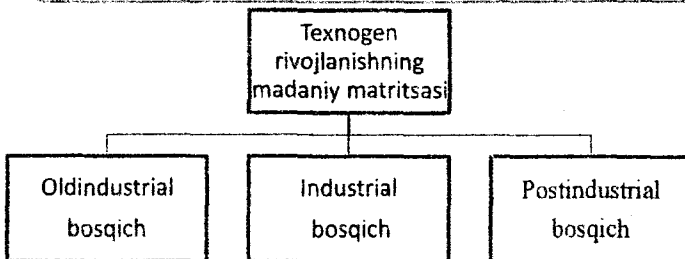 Texnogen
rivojlanishning
madaniy matritsasi
Oldindustrial
bosqich
Industrial
bosqich
Postindustrial
bosqich